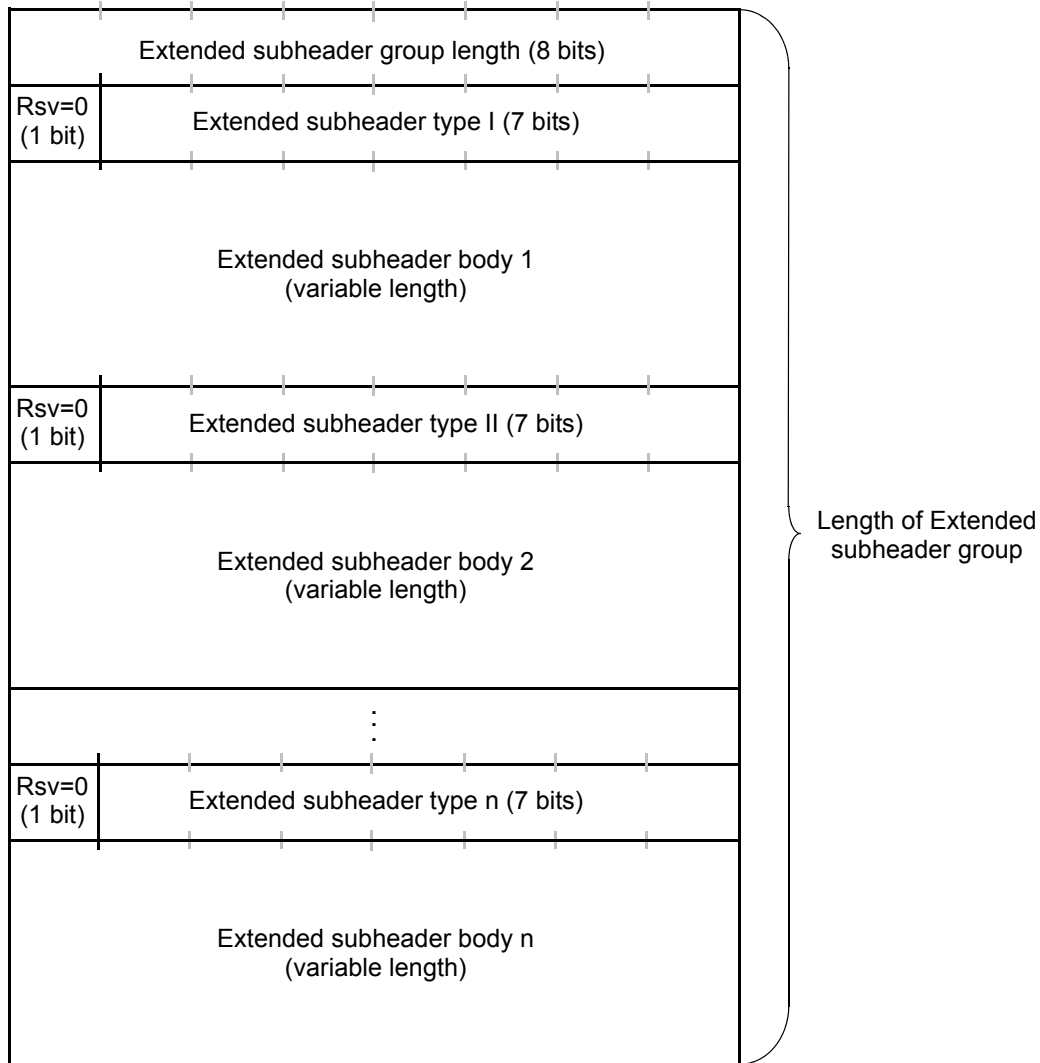 Extended subheader group length (8 bits)
Rsv=0
(1 bit)
Extended subheader type I (7 bits)
Extended subheader body 1
(variable length)
Rsv=0
(1 bit)
Extended subheader type II (7 bits)
Extended subheader body 2
(variable length)
Length of Extended
subheader group
⋮
Rsv=0
(1 bit)
Extended subheader type n (7 bits)
Extended subheader body n
(variable length)